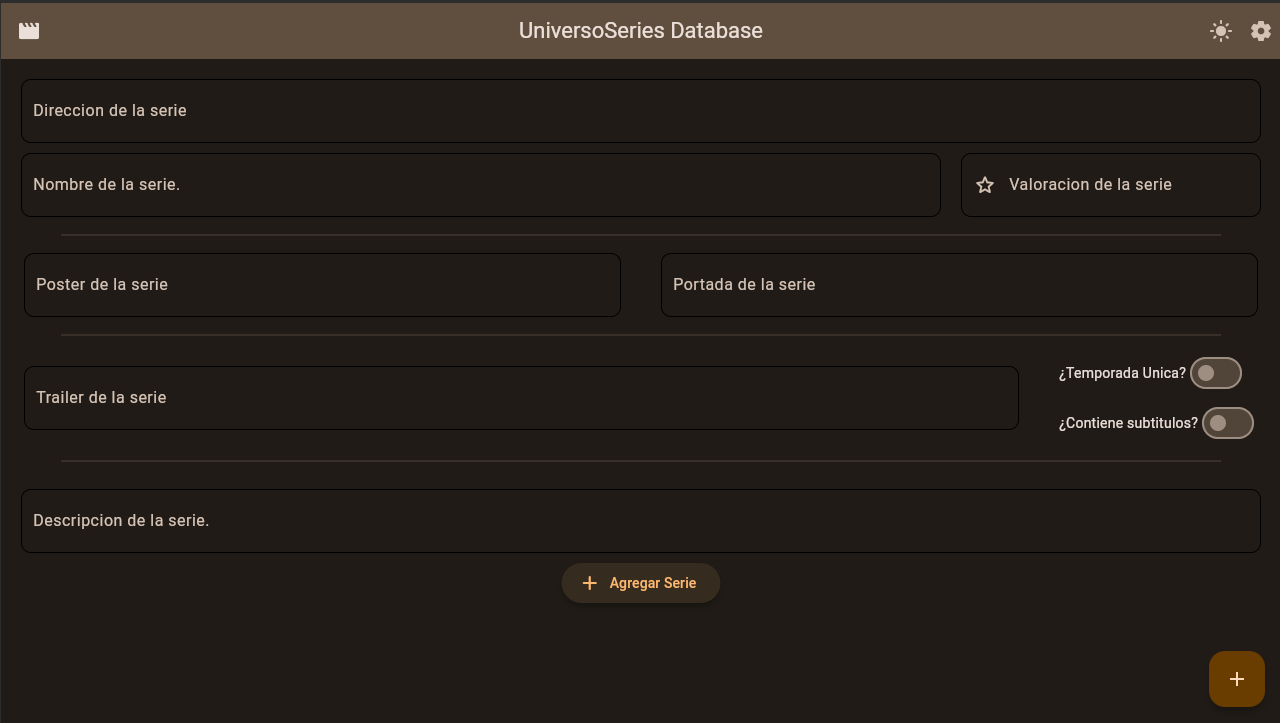 UniversoSeries Database
Direccion de la serie
Nombre de la serie.
Valoracion de la serie
Poster de la serie
Portada de la serie
Trailer de la serie
¿Temporada Unica?
¿Contiene subtitulos?
Descripcion de la serie.
Agregar Serie